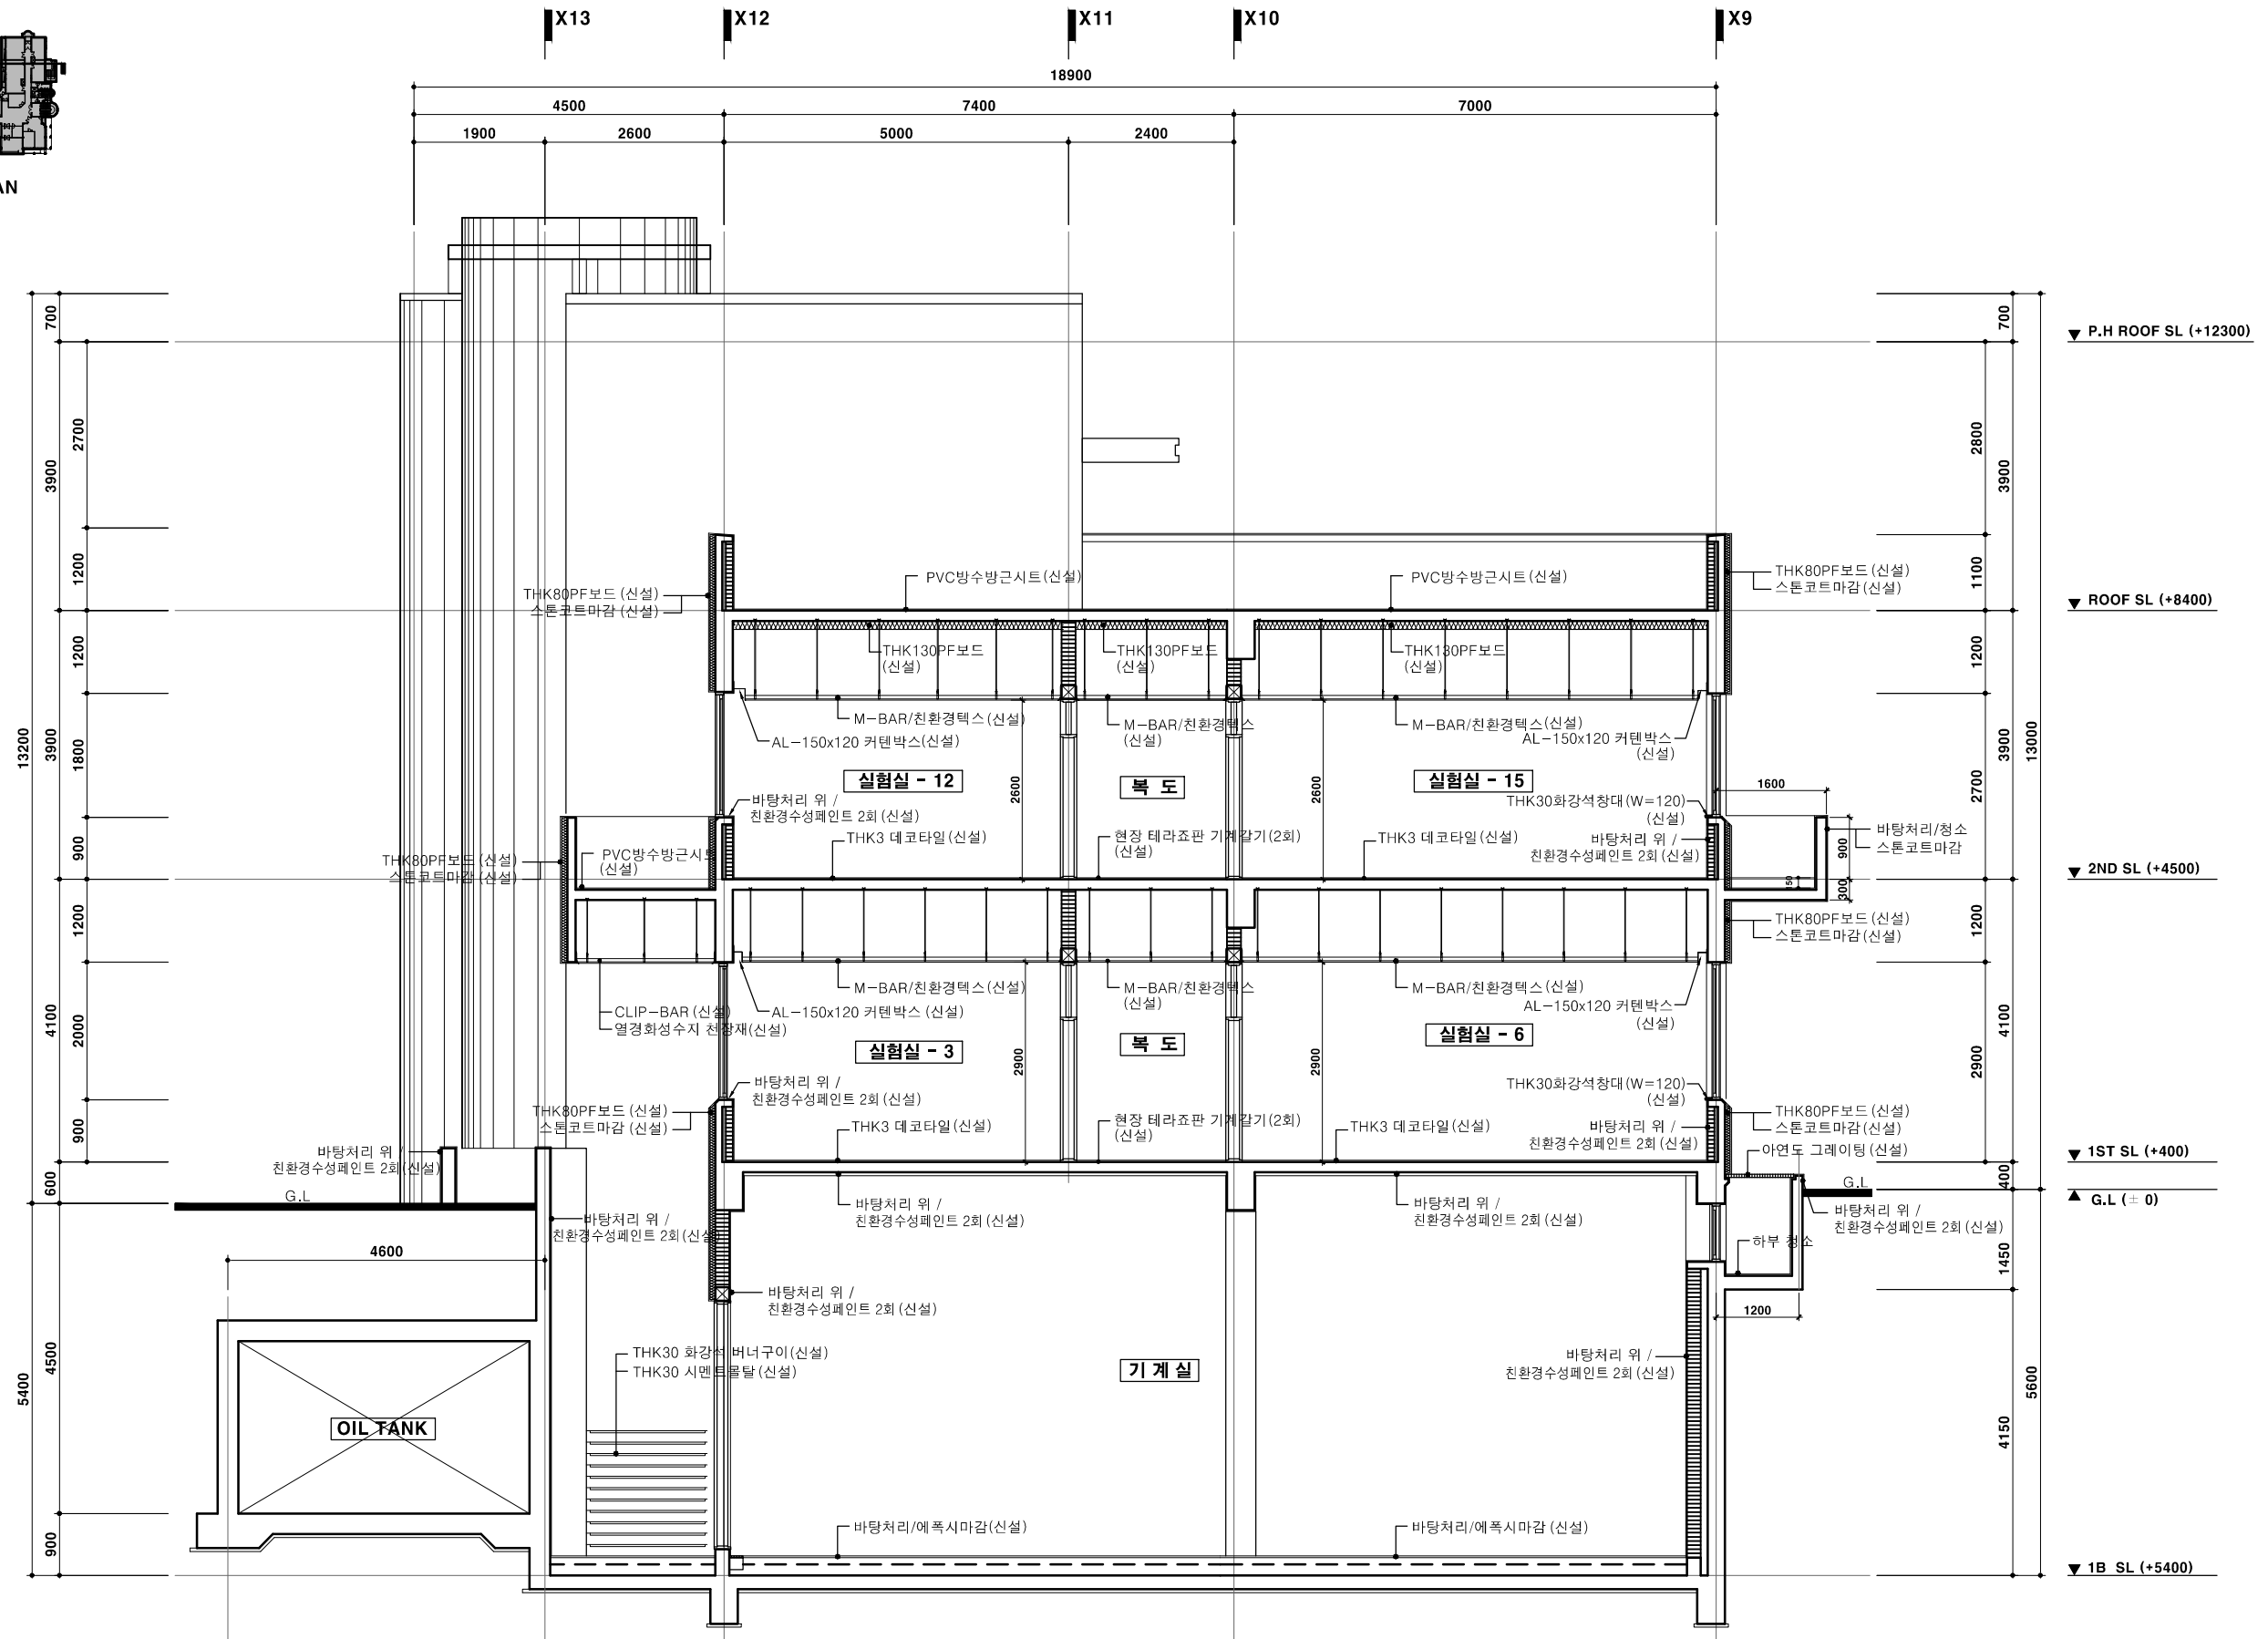 X13
X12
X11
X10
X9
18900
4500
7400
7000
1900
2600
5000
2400
AN
700
3900
2700
1200
1200
13200
3900
1800
900
1200
4100
2000
900
600
5400
4500
900
700
2800
3900
1100
1200
3900
13000
2700
1200
4100
2900
400
1450
5600
4150
P.H ROOF SL (+12300)
ROOF SL (+8400)
2ND SL (+4500)
1ST SL (+400)
G.L (± 0)
1B SL (+5400)
PVC방수방근시트(신설)
PVC방수방근시트(신설)
THK80PF보드(신설)
스톤코트마감(신설)
THK80PF보드(신설)
스톤코트마감(신설)
THK130PF보드
(신설)
THK130PF보드
(신설)
THK130PF보드
(신설)
M-BAR/친환경텍스(신설)
M-BAR/친환경텍스
(신설)
M-BAR/친환경텍스(신설)
AL-150x120 커텐박스(신설)
AL-150x120 커텐박스
(신설)
실험실 - 12
복 도
실험실 - 15
2600
2600
1600
바탕처리 위 /
친환경수성페인트 2회(신설)
THK30화강석창대(W=120)
(신설)
THK3 데코타일(신설)
현장 테라죠판 기계갈기(2회)
(신설)
THK3 데코타일(신설)
바탕처리 위 /
친환경수성페인트 2회(신설)
바탕처리/청소
스톤코트마감
900
150
300
THK80PF보드(신설)
스톤코트마감(신설)
PVC방수방근시트
(신설)
THK80PF보드(신설)
스톤코트마감(신설)
M-BAR/친환경텍스(신설)
M-BAR/친환경텍스
(신설)
M-BAR/친환경텍스(신설)
CLIP-BAR(신설)
열경화성수지 천장재(신설)
AL-150x120 커텐박스(신설)
AL-150x120 커텐박스
(신설)
실험실 - 3
복 도
실험실 - 6
2900
2900
바탕처리 위 /
친환경수성페인트 2회(신설)
THK30화강석창대(W=120)
(신설)
THK80PF보드(신설)
스톤코트마감(신설)
THK80PF보드(신설)
스톤코트마감(신설)
THK3 데코타일(신설)
현장 테라죠판 기계갈기(2회)
(신설)
THK3 데코타일(신설)
바탕처리 위 /
친환경수성페인트 2회(신설)
바탕처리 위 /
친환경수성페인트 2회(신설)
아연도 그레이팅(신설)
G.L
G.L
바탕처리 위 /
친환경수성페인트 2회(신설)
바탕처리 위 /
친환경수성페인트 2회(신설)
바탕처리 위 /
친환경수성페인트 2회(신설)
바탕처리 위 /
친환경수성페인트 2회(신설)
하부 청소
4600
바탕처리 위 /
친환경수성페인트 2회(신설)
1200
THK30 화강석 버너구이(신설)
THK30 시멘트몰탈(신설)
기 계 실
바탕처리 위 /
친환경수성페인트 2회(신설)
OIL TANK
바탕처리/에폭시마감(신설)
바탕처리/에폭시마감(신설)